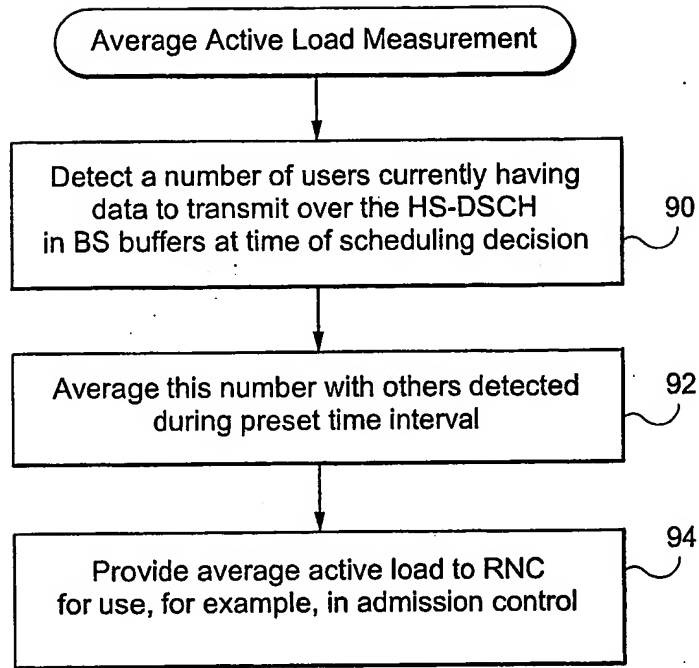 Average Active Load Measurement
Detect a number of users currently having
data to transmit over the HS-DSCH
in BS buffers at time of scheduling decision
90
Average this number with others detected
during preset time interval
92
Provide average active load to RNC
for use, for example, in admission control
94